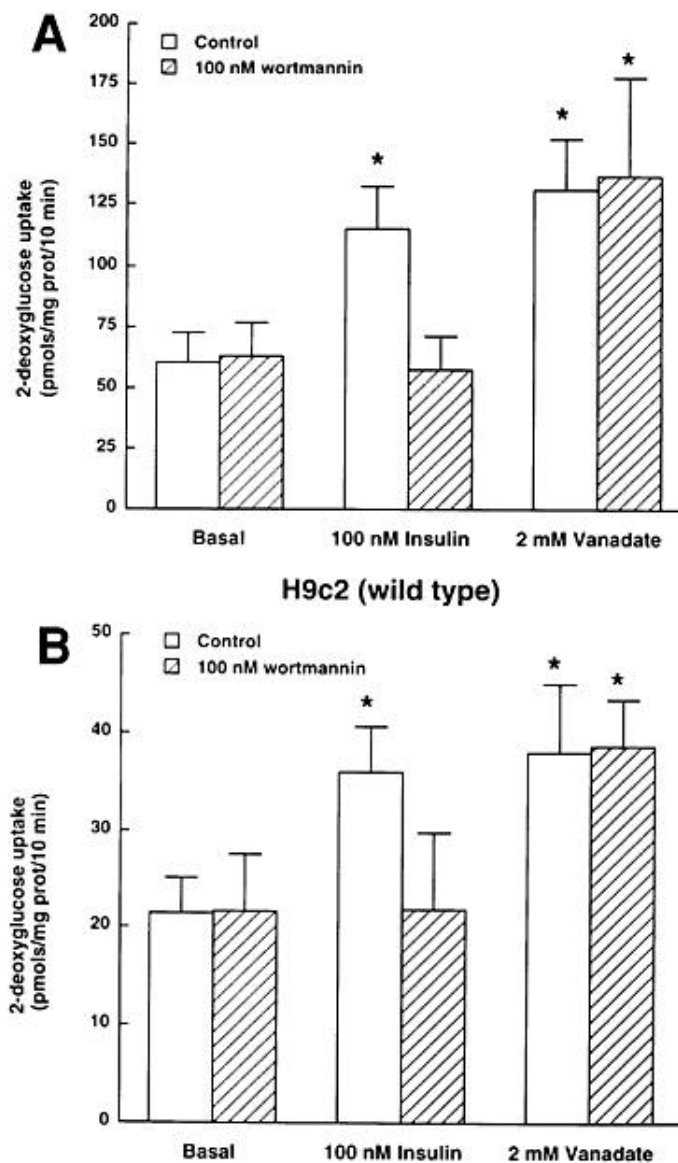 A
Control
100 nM wortmannin
*
*
*
2-deoxyglucose uptake
(pmols/mg prot/10 min)
200
175
150
125
100
75
50
25
0
Basal
100 nM Insulin
2 mM Vanadate
H9c2 (wild type)
B
Control
100 nM wortmannin
*
*
*
2-deoxyglucose uptake
(pmols/mg prot/10 min)
50
40
30
20
10
0
Basal
100 nM Insulin
2 mM Vanadate